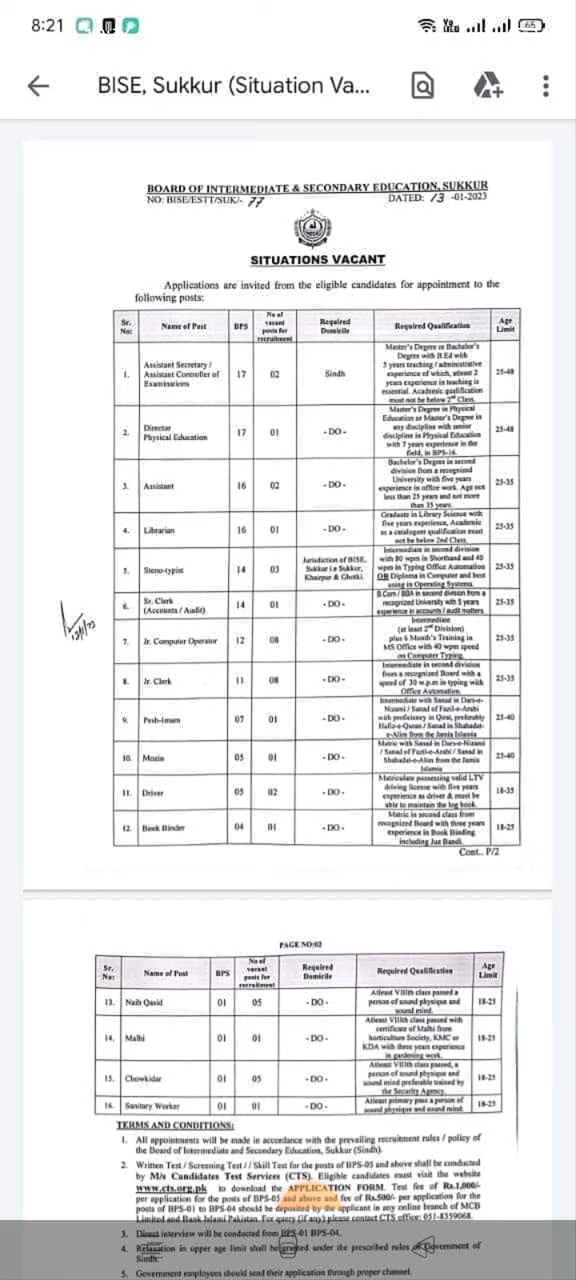 8:21
65
BISE, Sukkur (Situation Va...
BOARD OF INTERMEDIATE & SECONDARY EDUCATION, SUKKUR
NO: BISE/ESTT/SUK/- 77 DATED: 13 -01-2023
SITUATIONS VACANT
Applications are invited from the eligible candidates for appointment to the
following posts:
Sr. No: Name of Post BPS No of vacant posts for recruitment Required Domicile Required Qualification Age Limit
1. Assistant Secretary / Assistant Controller of Examinations 17 02 Sindh Master's Degree or Bachelor's Degree with B.Ed with 5 years teaching / administrative experience of which, atleast 2 years experience in teaching is essential. Academic qualification must not be below 2nd Class. 25-48
2. Director Physical Education 17 01 - DO - Master's Degree in Physical Education or Master's Degree in any discipline with senior discipline in Physical Education with 7 years experience in the field, in BPS-16. 25-48
3. Assistant 16 02 - DO - Bachelor's Degree in second division from a recognized University with five years experience in office work. Age not less than 25 years and not more than 35 years. 25-35
4. Librarian 16 01 - DO - Graduate in Library Science with five years experience, Academic as a cataloguer qualification must not be below 2nd Class. 25-35
5. Steno-typist 14 03 Jurisdiction of BISE, Sukkur i.e Sukkur, Khairpur & Ghotki. Intermediate in second division with 80 wpm in Shorthand and 40 wpm in Typing Office Automation OR Diploma in Computer and best using in Operating Systems. 25-35
6. Sr. Clerk (Accounts / Audit) 14 01 - DO - B.Com / BBA in second division from a recognized University with 5 years experience in accounts / audit matters. 25-35
7. Jr. Computer Operator 12 08 - DO - Intermediate (at least 2nd Division) plus 6 Month's Training in MS Office with 40 wpm speed on Computer Typing. 25-35
8. Jr. Clerk 11 08 - DO - Intermediate in second division from a recognized Board with a speed of 30 w.p.m in typing with Office Automation. 25-35
9. Pesh-Imam 07 01 - DO - Intermediate with Sanad in Dars-e-Nizami / Sanad of Fazil-e-Arabi with proficiency in Qirat, preferably Hafiz-e-Quran / Sanad in Shahadat-e-Alim from the Jamia Islamia 25-40
10. Mozin 05 01 - DO - Matric with Sanad in Dars-e-Nizami / Sanad of Fazil-e-Arabi / Sanad in Shahadat-e-Alim from the Jamia Islamia 25-40
11. Driver 05 02 - DO - Matriculate possessing valid LTV driving license with five years experience as driver & must be able to maintain the log book. 18-35
12. Book Binder 04 01 - DO - Matric in second class from recognized Board with three years experience in Book Binding including Juz Bandi. 18-25
Cont.. P/2
PAGE NO:02
Sr. No: Name of Post BPS No of vacant posts for recruitment Required Domicile Required Qualification Age Limit
13. Naib Qasid 01 05 - DO - Atleast VIIIth class passed a person of sound physique and sound mind. 18-25
14. Malhi 01 01 - DO - Atleast VIIIth class passed with certificate of Malhi from horticulture Society, KMC or KDA with three years experience in gardening work. 18-25
15. Chowkidar 01 05 - DO - Atleast VIIIth class passed, a person of sound physique and sound mind preferable trained by the Security Agency. 18-25
16. Sanitary Worker 01 01 - DO - Atleast primary pass a person of sound physique and sound mind. 18-25
TERMS AND CONDITIONS:
1. All appointments will be made in accordance with the prevailing recruitment rules / policy of
the Board of Intermediate and Secondary Education, Sukkur (Sindh).
2. Written Test / Screening Test // Skill Test for the posts of BPS-05 and above shall be conducted
by M/s Candidates Test Services (CTS). Eligible candidates must visit the website
www.cts.org.pk to download the APPLICATION FORM. Test fee of Rs.1,000/-
per application for the posts of BPS-05 and above and fee of Rs.500/- per application for the
posts of BPS-01 to BPS-04 should be deposited by the applicant in any online branch of MCB
Limited and Bank Islami Pakistan. For query (if any) please contact CTS office: 051-8359068.
3. Direct interview will be conducted from BPS-01 BPS-04.
4. Relaxation in upper age limit shall be granted under the prescribed rules of Government of
Sindh.
5. Government employees should send their application through proper channel.